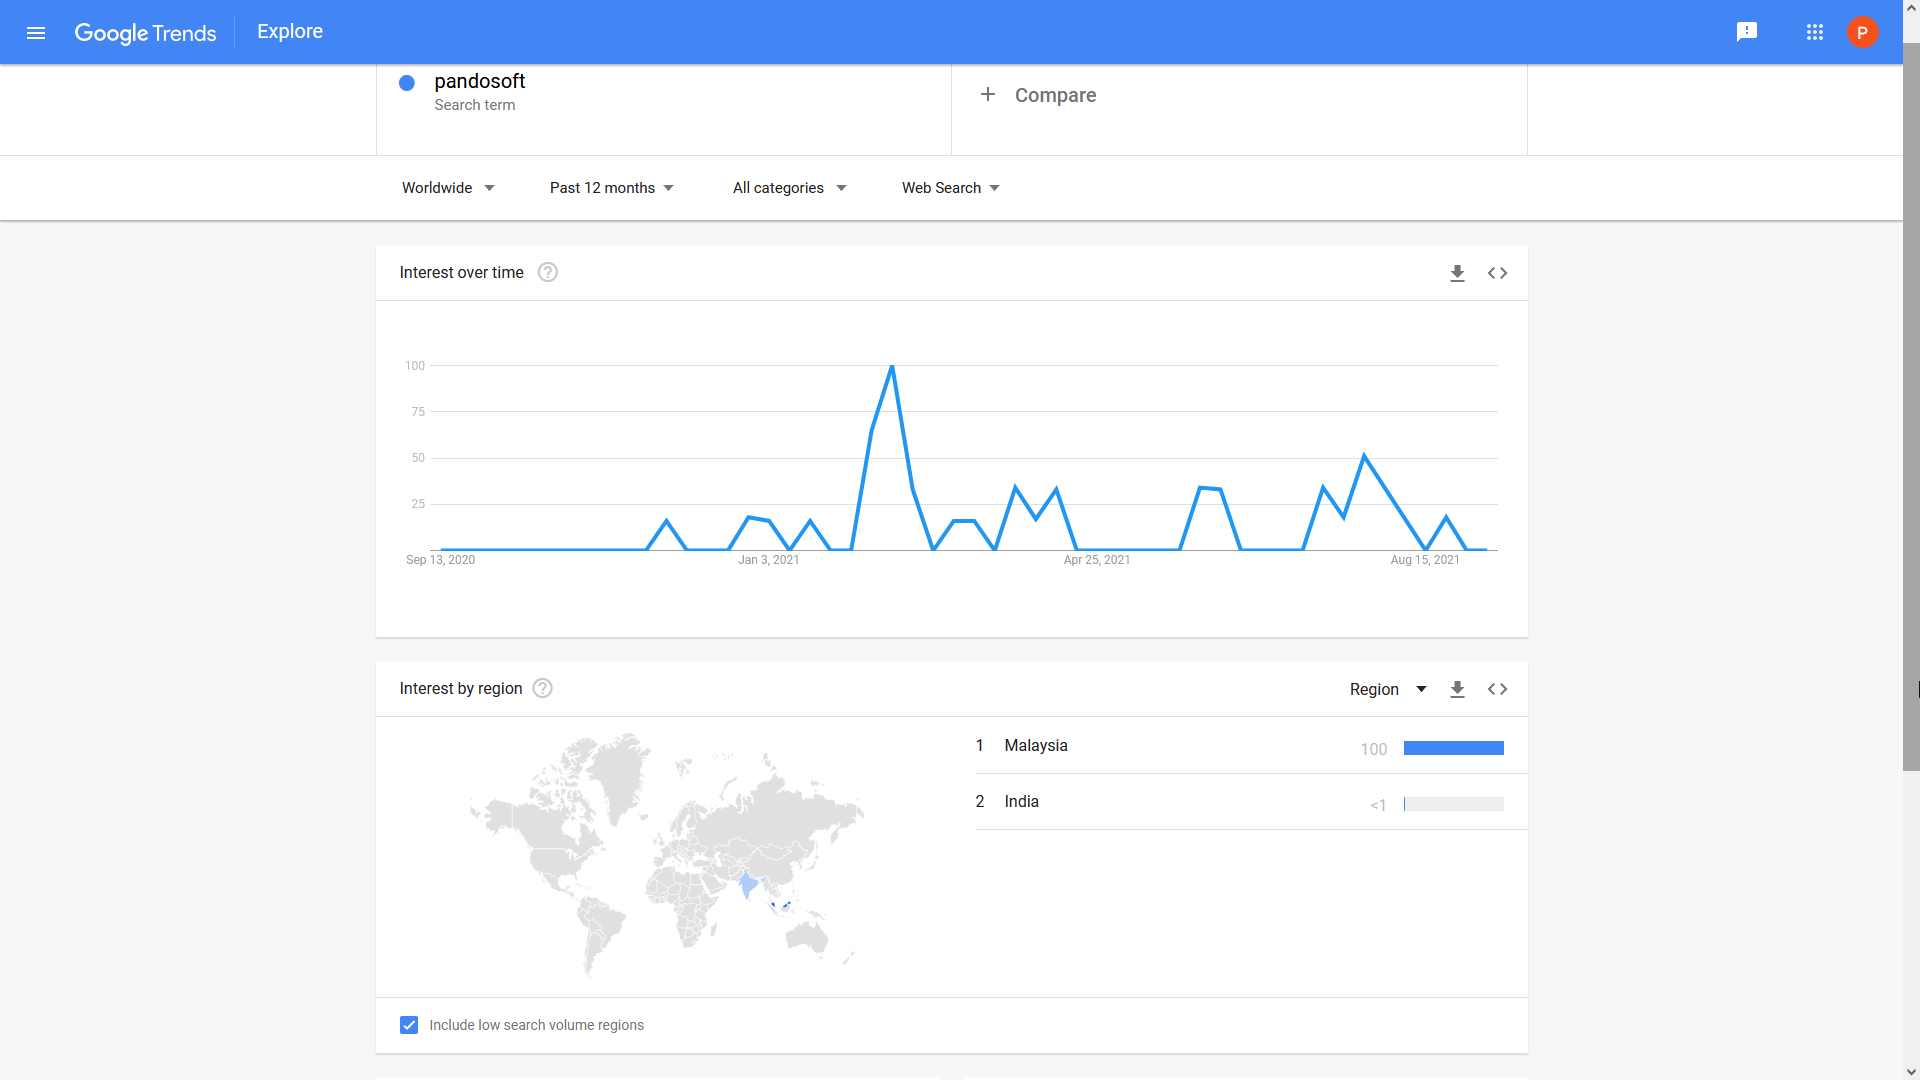 Google Trends Explore
P
pandosoft
Search term
Compare
Worldwide Past 12 months All categories Web Search
Interest over time ?
100
75
50
25
Sep 13, 2020 Jan 3, 2021 Apr 25, 2021 Aug 15, 2021
Interest by region ? Region
1 Malaysia 100
2 India <1
Include low search volume regions